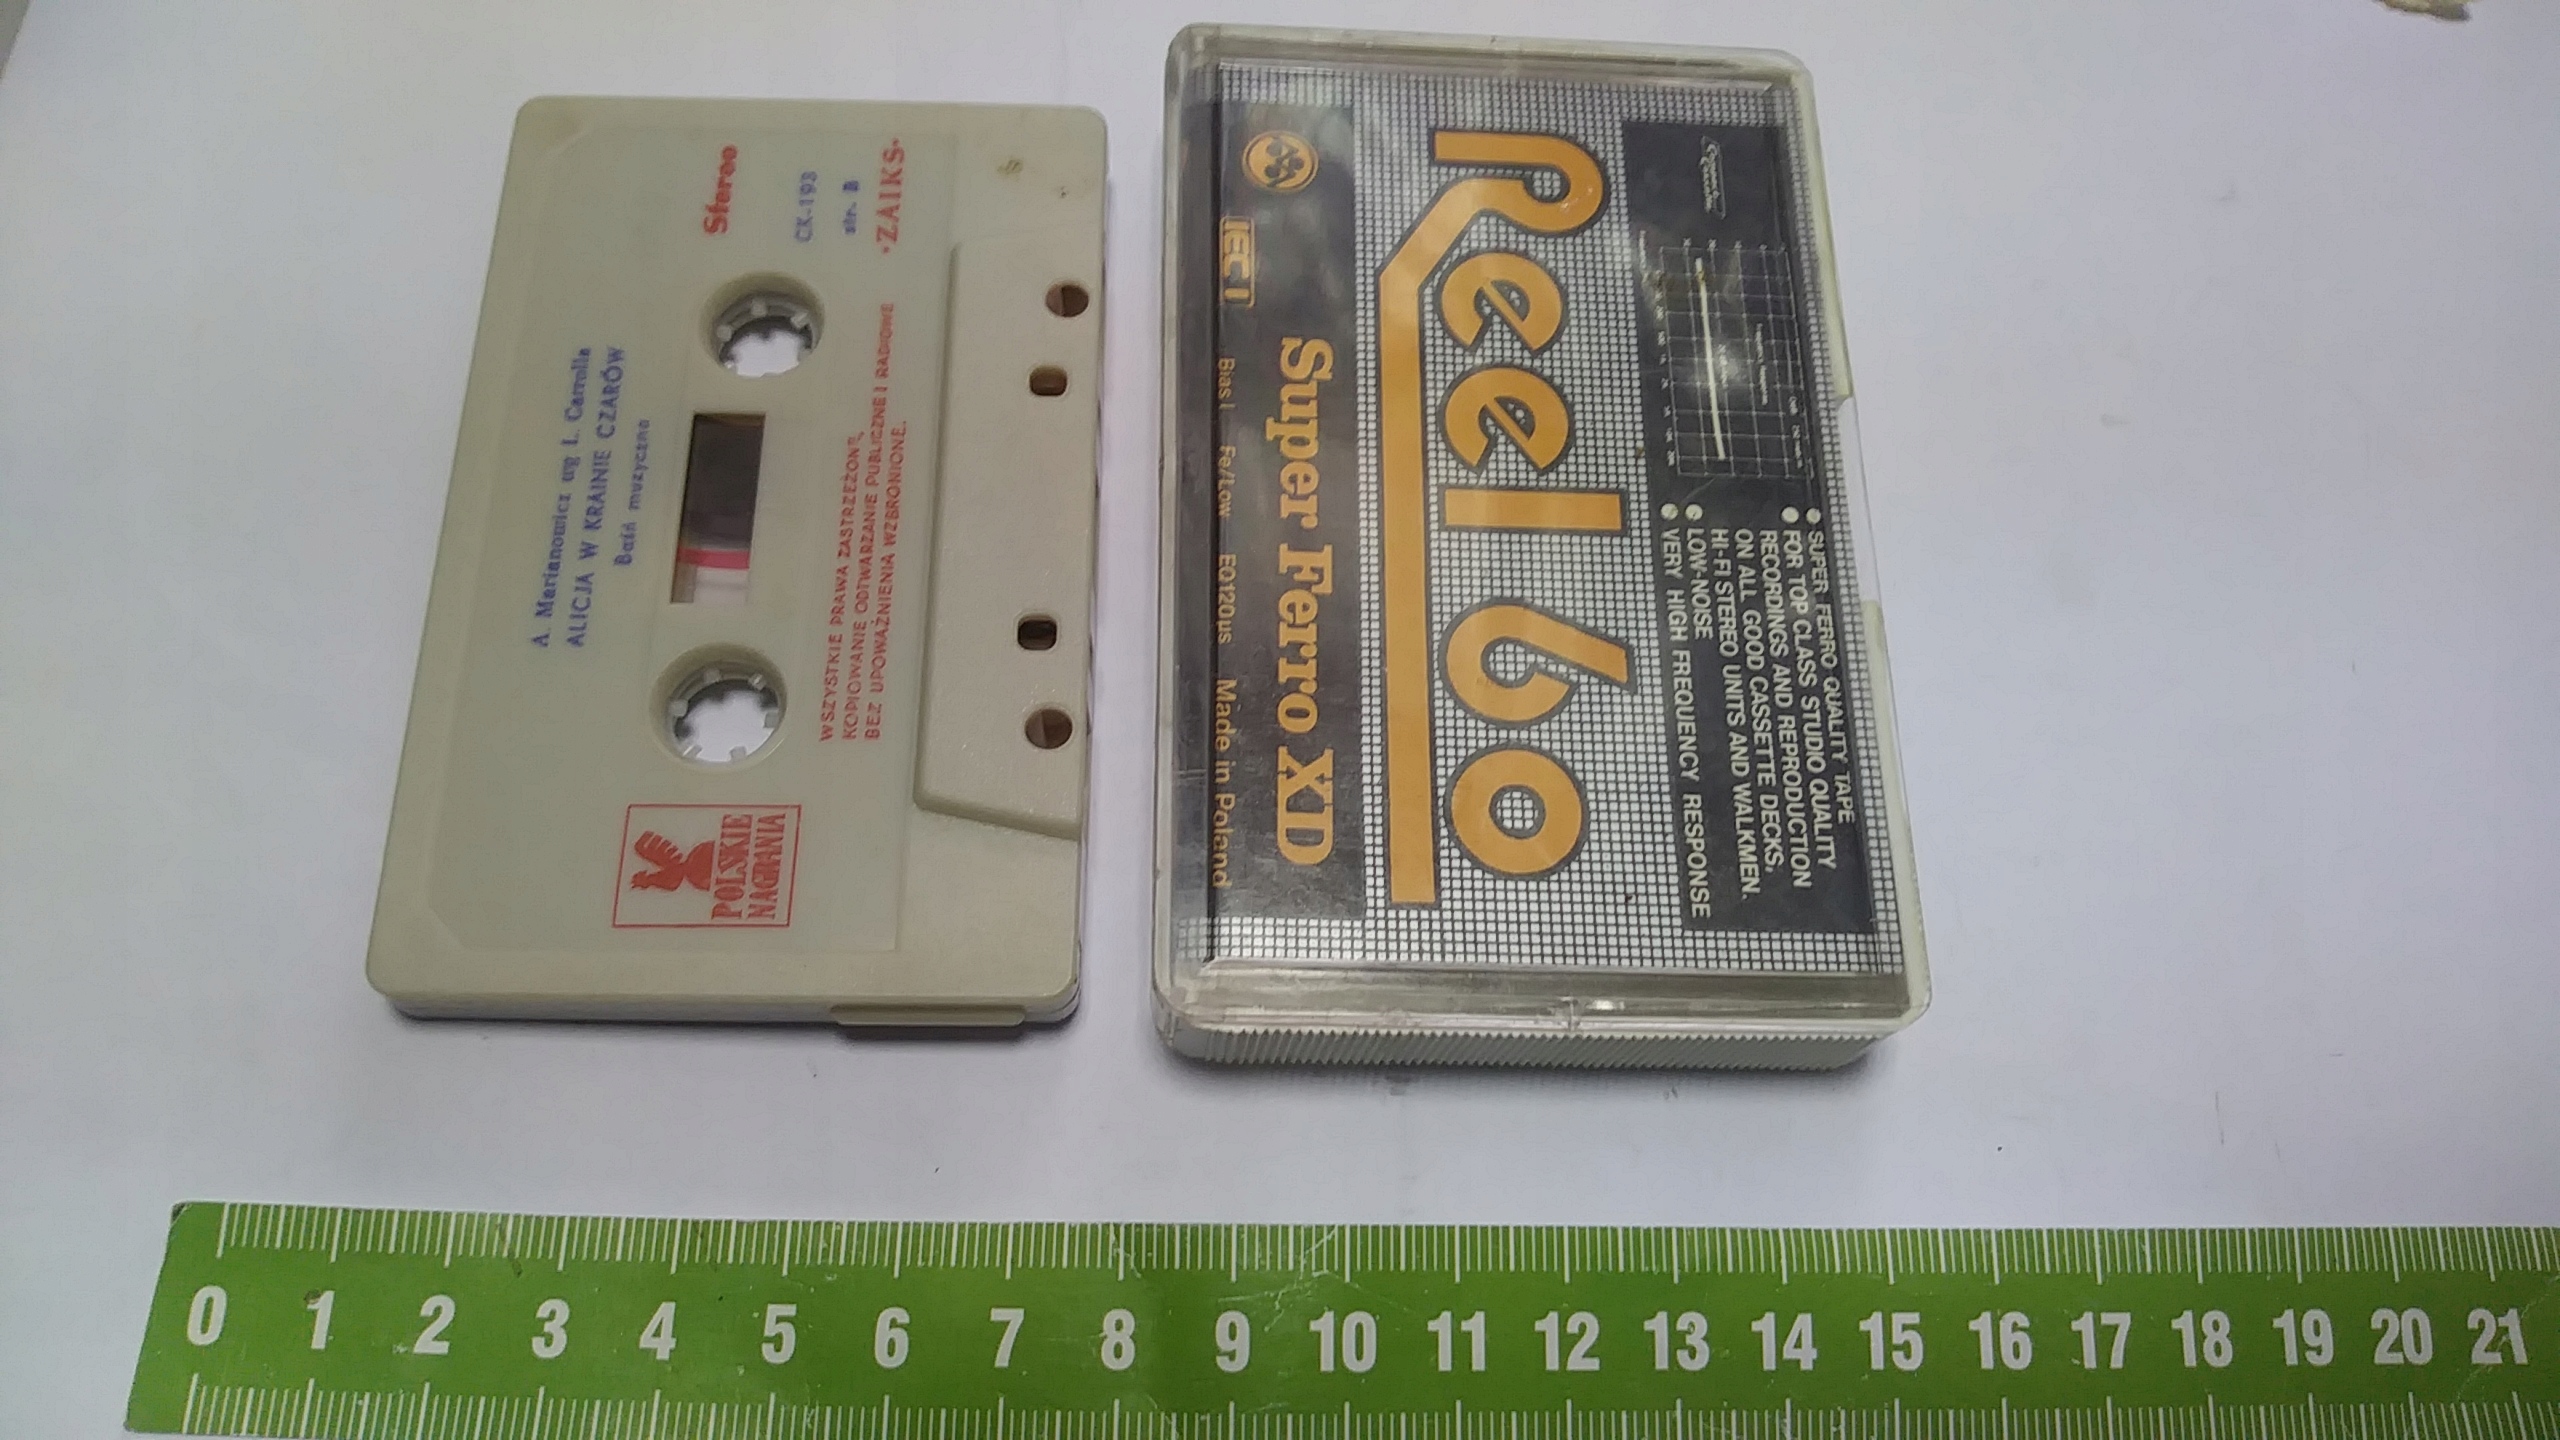 A. Marianowicz wg L. Carrolla
ALICJA W KRAINIE CZARÓW
Baśń muzyczna
Stereo
CK-193
str. B
·ZAIKS·
WSZYSTKIE PRAWA ZASTRZEŻONE,
KOPIOWANIE ODTWARZANIE PUBLICZNE I RADIOWE
BEZ UPOWAŻNIENIA WZBRONIONE.
POLSKIE
NAGRANIA
SUPER FERRO QUALITY TAPE
FOR TOP CLASS STUDIO QUALITY
RECORDINGS AND REPRODUCTION
ON ALL GOOD CASSETTE DECKS,
HI-FI STEREO UNITS AND WALKMEN.
LOW-NOISE
VERY HIGH FREQUENCY RESPONSE
Reel 60
Super Ferro XD
IEC I
Bias I Fe/Low EQ120µs Made in Poland
0 1 2 3 4 5 6 7 8 9 10 11 12 13 14 15 16 17 18 19 20 21